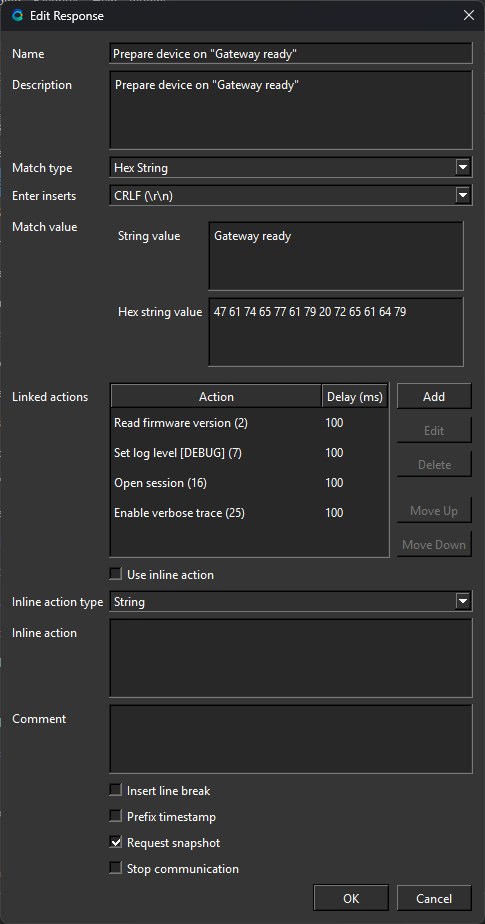 Edit Response
Name
Prepare device on "Gateway ready"
Description
Prepare device on "Gateway ready"
Match type
Hex String
Enter inserts
CRLF (\r\n)
Match value
String value
Gateway ready
Hex string value
47 61 74 65 77 61 79 20 72 65 61 64 79
Linked actions
Action Delay (ms)
Read firmware version (2) 100
Set log level [DEBUG] (7) 100
Open session (16) 100
Enable verbose trace (25) 100
Add
Edit
Delete
Move Up
Move Down
Use inline action
Inline action type
String
Inline action
Comment
Insert line break
Prefix timestamp
Request snapshot
Stop communication
OK
Cancel